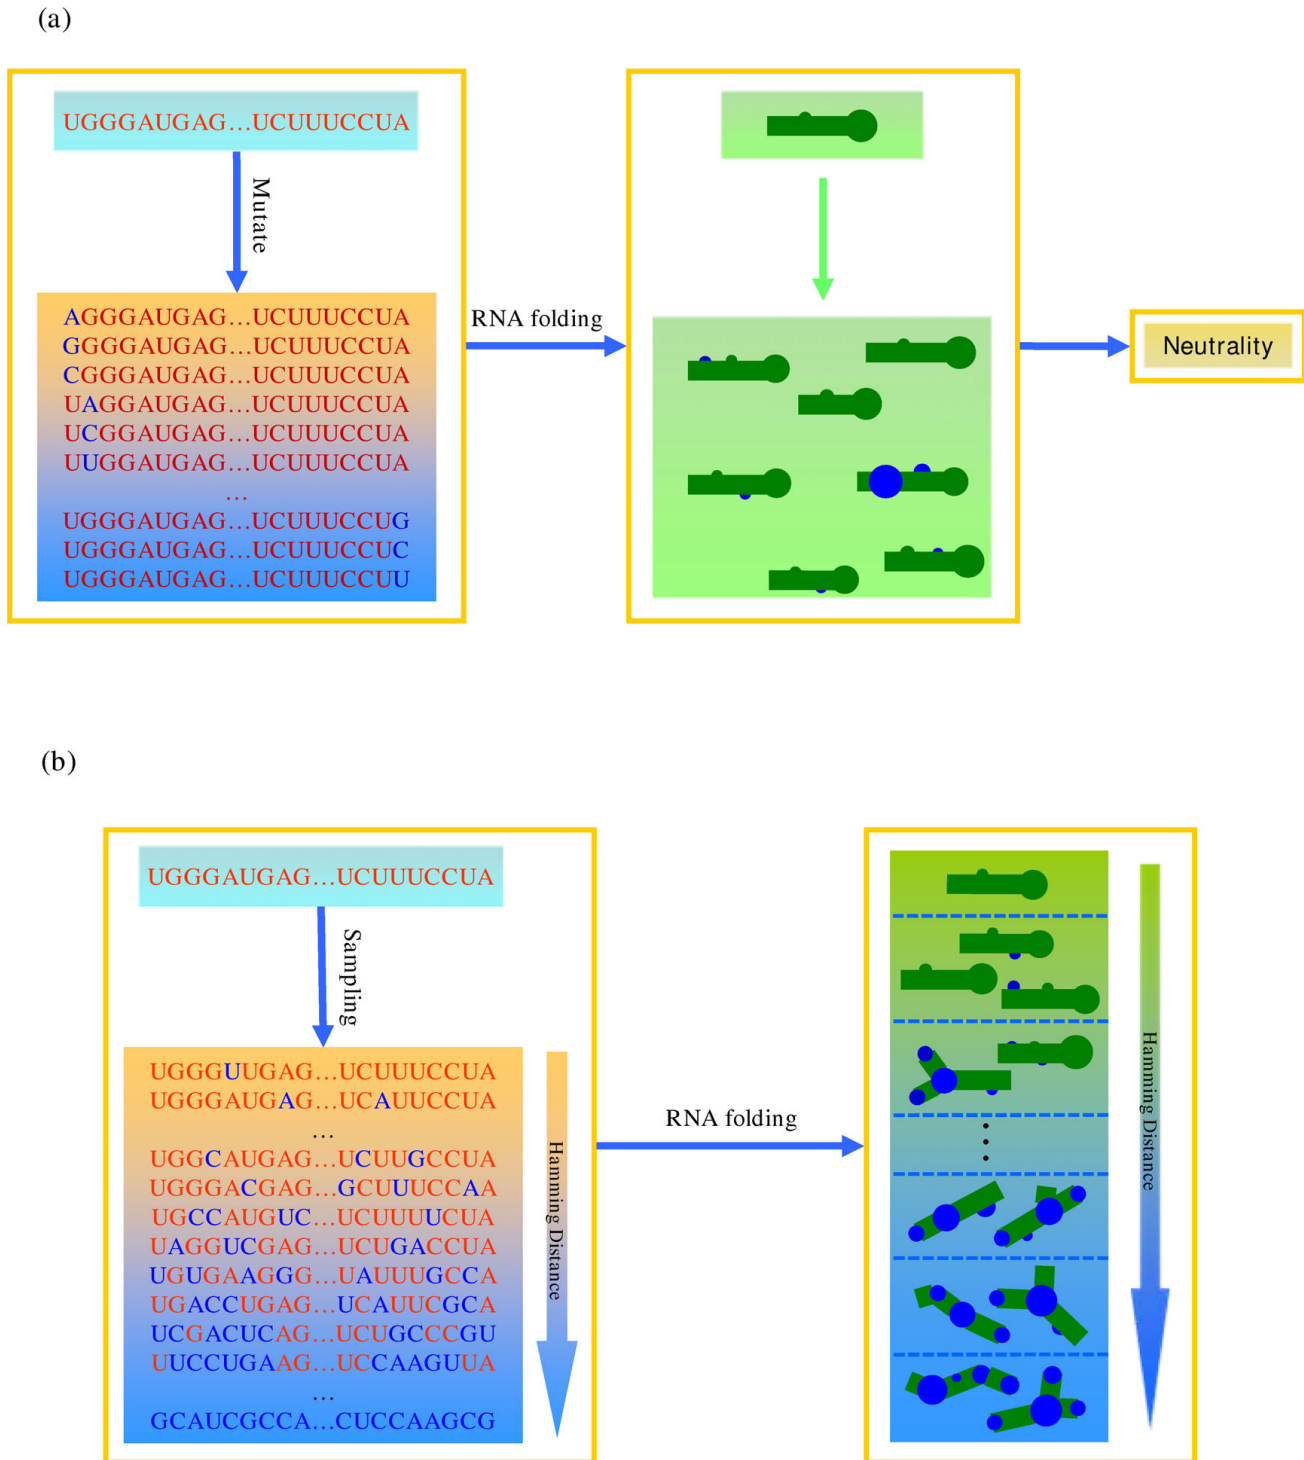 (a)
UGGGAUGAG...UCUUUCCUA
Mutate
AGGGAUGAG...UCUUUCCUA
GGGGAUGAG...UCUUUCCUA
CGGGAUGAG...UCUUUCCUA
UAGGAUGAG...UCUUUCCUA
UCGGAUGAG...UCUUUCCUA
UUGGAUGAG...UCUUUCCUA
...
UGGGAUGAG...UCUUUCCUG
UGGGAUGAG...UCUUUCCUC
UGGGAUGAG...UCUUUCCUU
RNA folding
Neutrality
(b)
UGGGAUGAG...UCUUUCCUA
Sampling
UGGGUUGAG...UCUUUCCUA
UGGGAUGAG...UCAUUCCUA
...
UGGCAUGAG...UCUUGCCUA
UGGGACGAG...GCUUUCCAA
UGCCAUGUC...UCUUUUCUA
UAGGUCGAG...UCUGACCUA
UGUGAAGGG...UAUUUGCCA
UGACCUGAG...UCAUUCGCA
UCGACUCAG...UCUGCCCGU
UUCCUGAAG...UCCAAGUUA
...
GCAUCGCCA...CUCCAAGCG
Hamming Distance
RNA folding
Hamming Distance